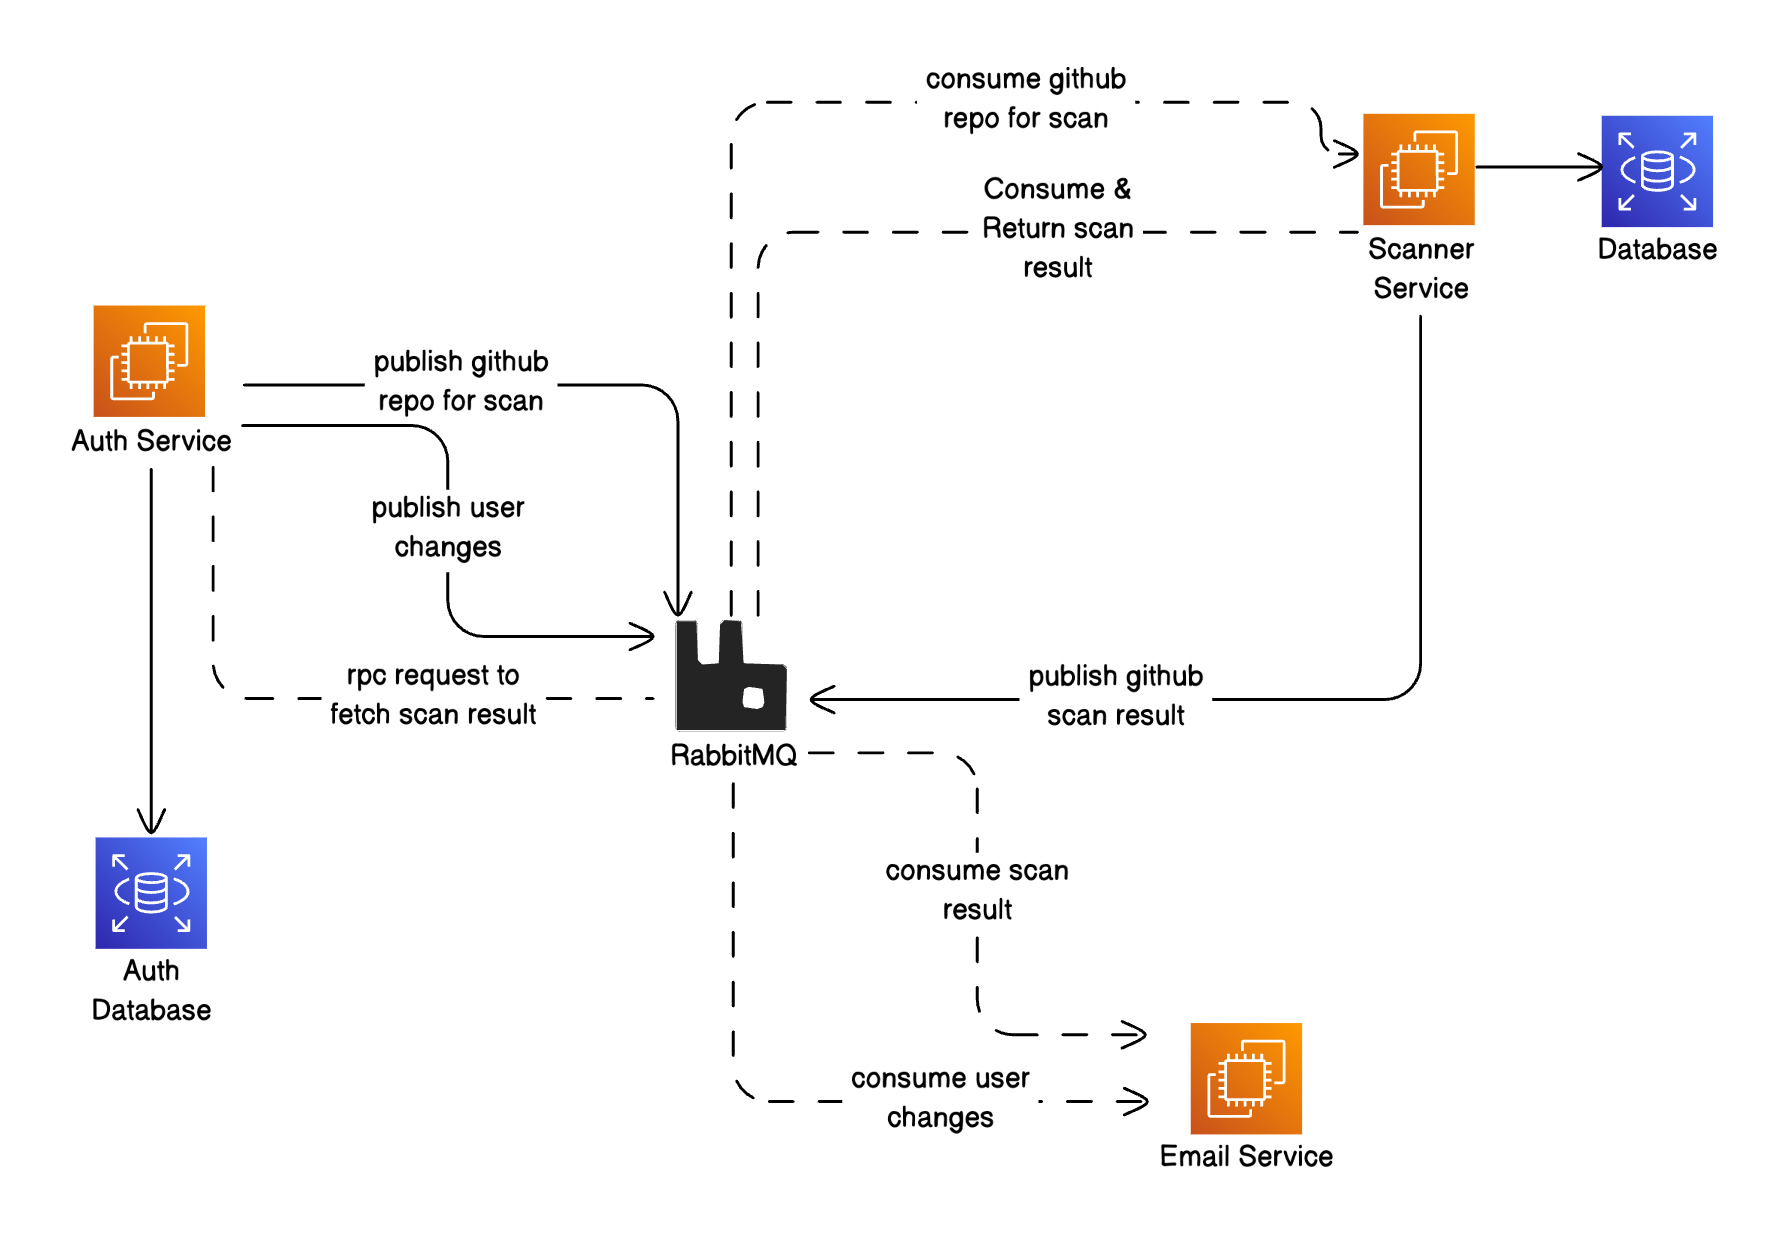 consume github
repo for scan
Consume &
Return scan
result
Scanner
Service
Database
publish github
repo for scan
Auth Service
publish user
changes
rpc request to
fetch scan result
publish github
scan result
RabbitMQ
consume scan
result
Auth
Database
consume user
changes
Email Service